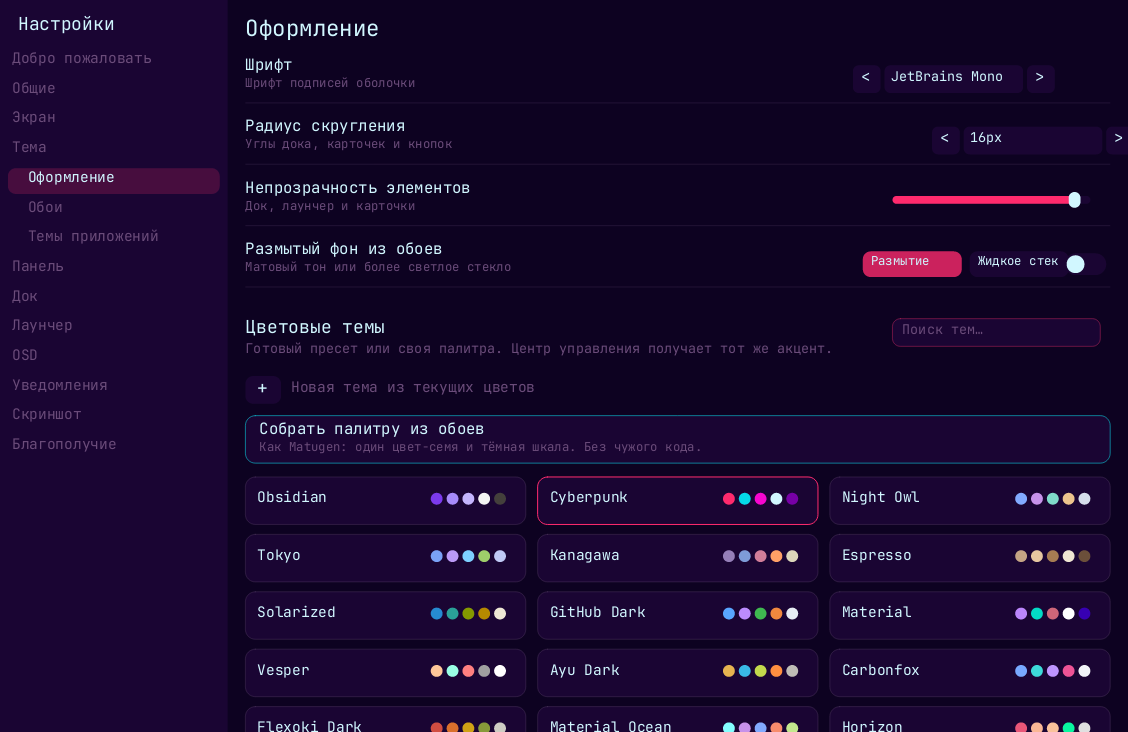 Настройки
Добро пожаловать
Общие
Экран
Тема
Оформление
Обои
Темы приложений
Панель
Док
Лаунчер
OSD
Уведомления
Скриншот
Благополучие
Оформление
Шрифт
Шрифт подписей оболочки
< JetBrains Mono >
Радиус скругления
Углы дока, карточек и кнопок
< 16px >
Непрозрачность элементов
Док, лаунчер и карточки
Размытый фон из обоев
Матовый тон или более светлое стекло
Размытие Жидкое стек
Цветовые темы
Готовый пресет или своя палитра. Центр управления получает тот же акцент.
Поиск тем…
+ Новая тема из текущих цветов
Собрать палитру из обоев
Как Matugen: один цвет-семя и тёмная шкала. Без чужого кода.
Obsidian Cyberpunk Night Owl
Tokyo Kanagawa Espresso
Solarized GitHub Dark Material
Vesper Ayu Dark Carbonfox
Flexoki Dark Material Ocean Horizon